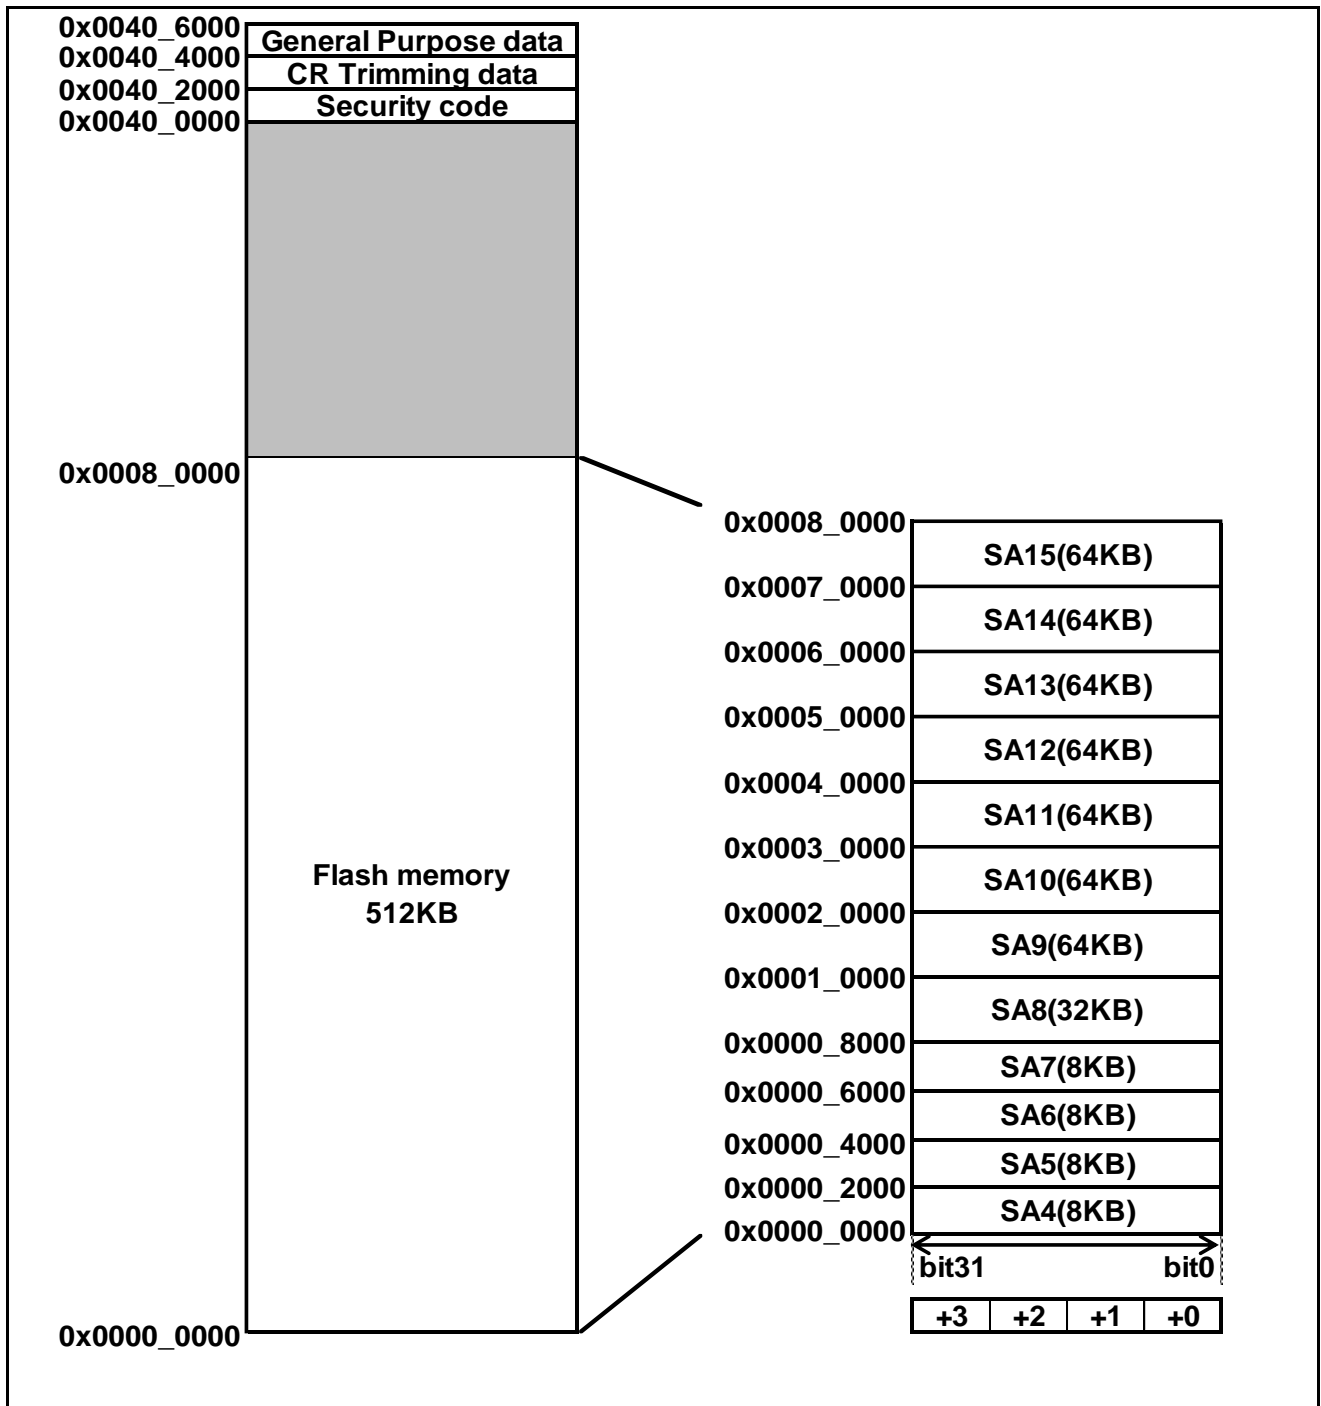 0x0040_6000
General Purpose data
0x0040_4000
CR Trimming data
0x0040_2000
Security code
0x0040_0000
0x0008_0000
Flash memory
512KB
0x0000_0000
0x0008_0000
SA15(64KB)
0x0007_0000
SA14(64KB)
0x0006_0000
SA13(64KB)
0x0005_0000
SA12(64KB)
0x0004_0000
SA11(64KB)
0x0003_0000
SA10(64KB)
0x0002_0000
SA9(64KB)
0x0001_0000
SA8(32KB)
0x0000_8000
SA7(8KB)
0x0000_6000
SA6(8KB)
0x0000_4000
SA5(8KB)
0x0000_2000
SA4(8KB)
0x0000_0000
bit31 bit0
+3 +2 +1 +0